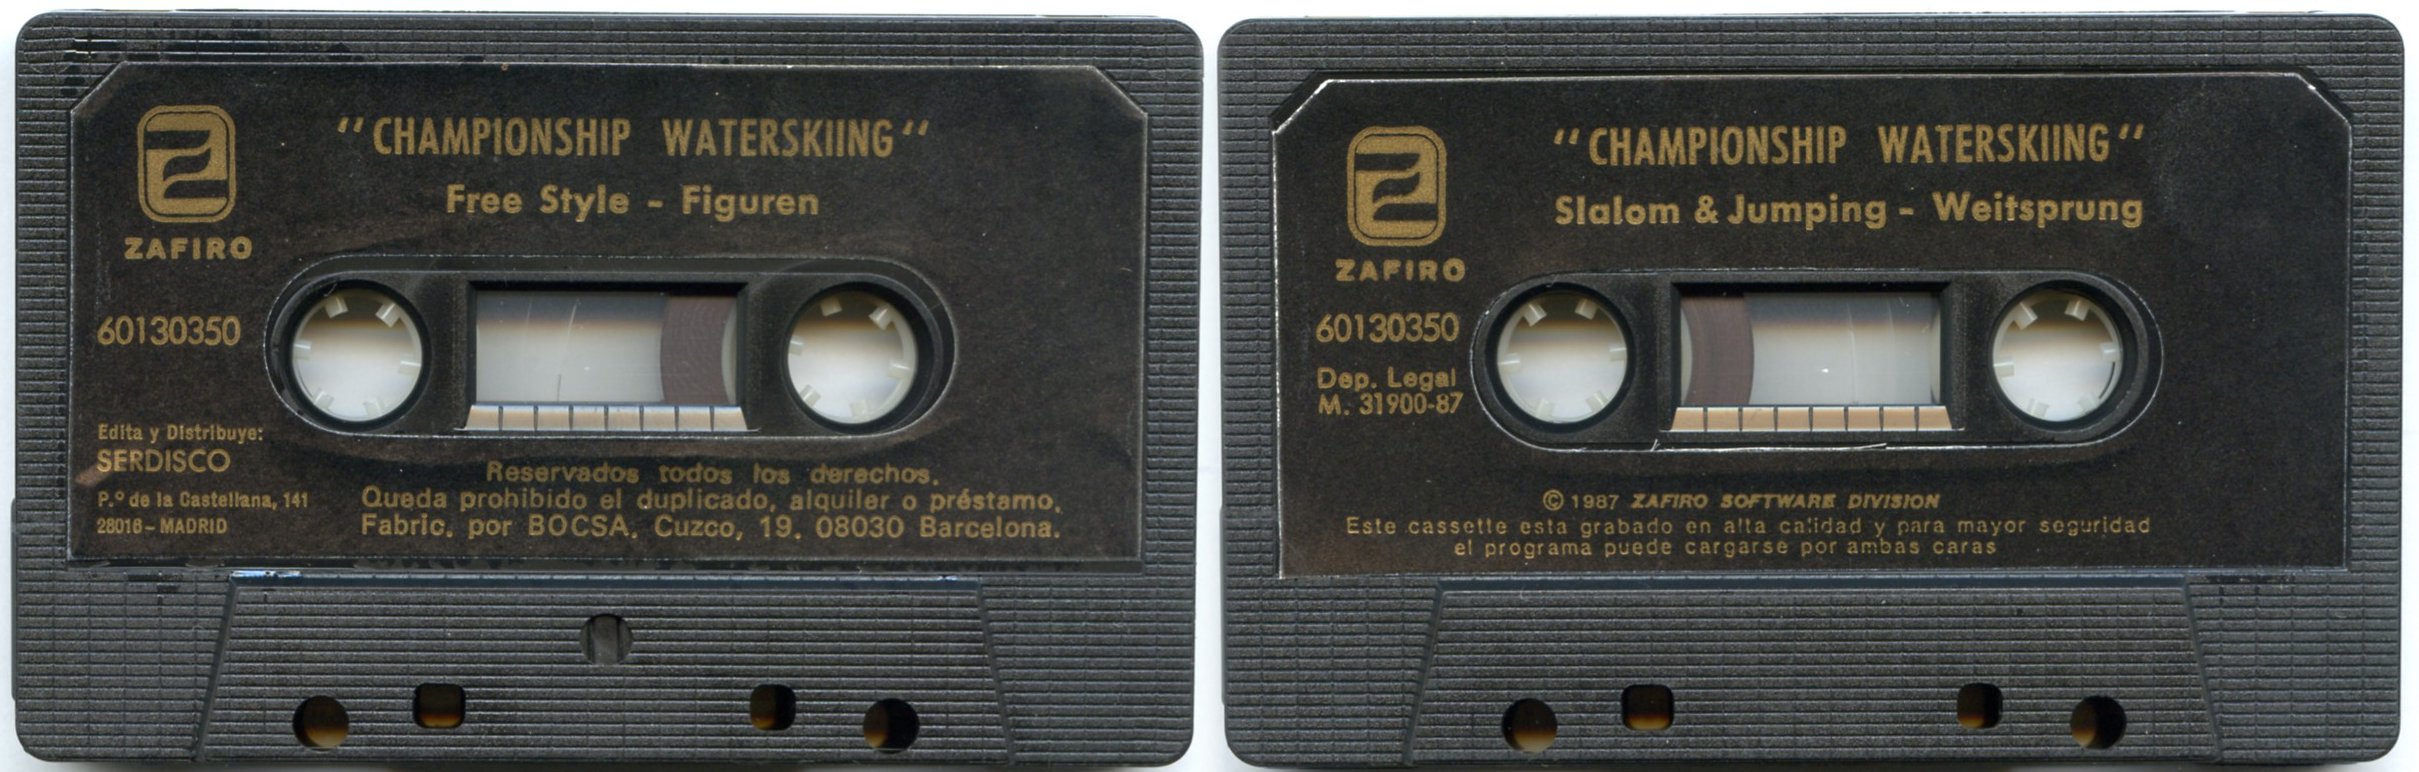 "CHAMPIONSHIP WATERSKIING"
Free Style - Figuren
ZAFIRO
60130350
Edita y Distribuye:
SERDISCO
P.º de la Castellana, 141
28016 - MADRID
Reservados todos los derechos.
Queda prohibido el duplicado, alquiler o préstamo,
Fabric. por BOCSA. Cuzco, 19. 08030 Barcelona.
"CHAMPIONSHIP WATERSKIING"
Slalom & Jumping - Weitsprung
ZAFIRO
60130350
Dep. Legal
M. 31900-87
© 1987 ZAFIRO SOFTWARE DIVISION
Este cassette esta grabado en alta calidad y para mayor seguridad
el programa puede cargarse por ambas caras